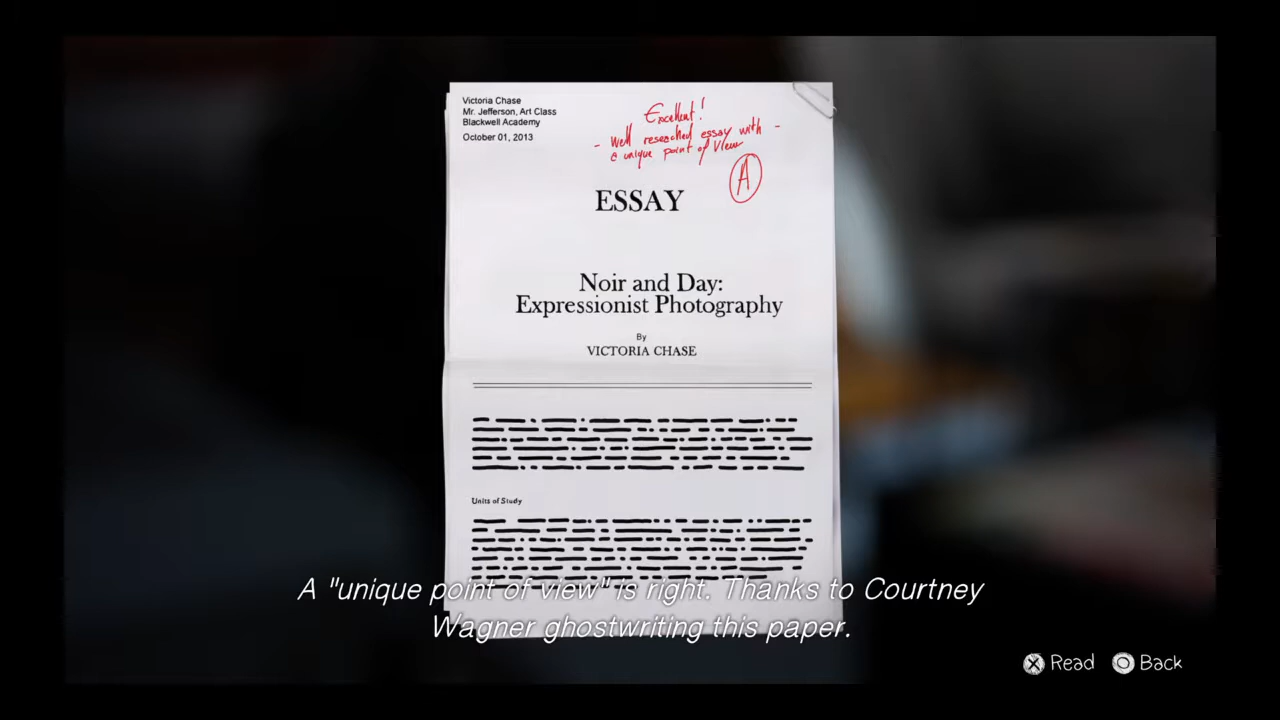 Victoria Chase
Mr. Jefferson, Art Class
Blackwell Academy
October 01, 2013
Excellent!
- Well reseached essay with -
a unique point of View
A
ESSAY
Noir and Day:
Expressionist Photography
By
VICTORIA CHASE
Units of Study
A "unique point of view" is right. Thanks to Courtney
Wagner ghostwriting this paper.
Read Back